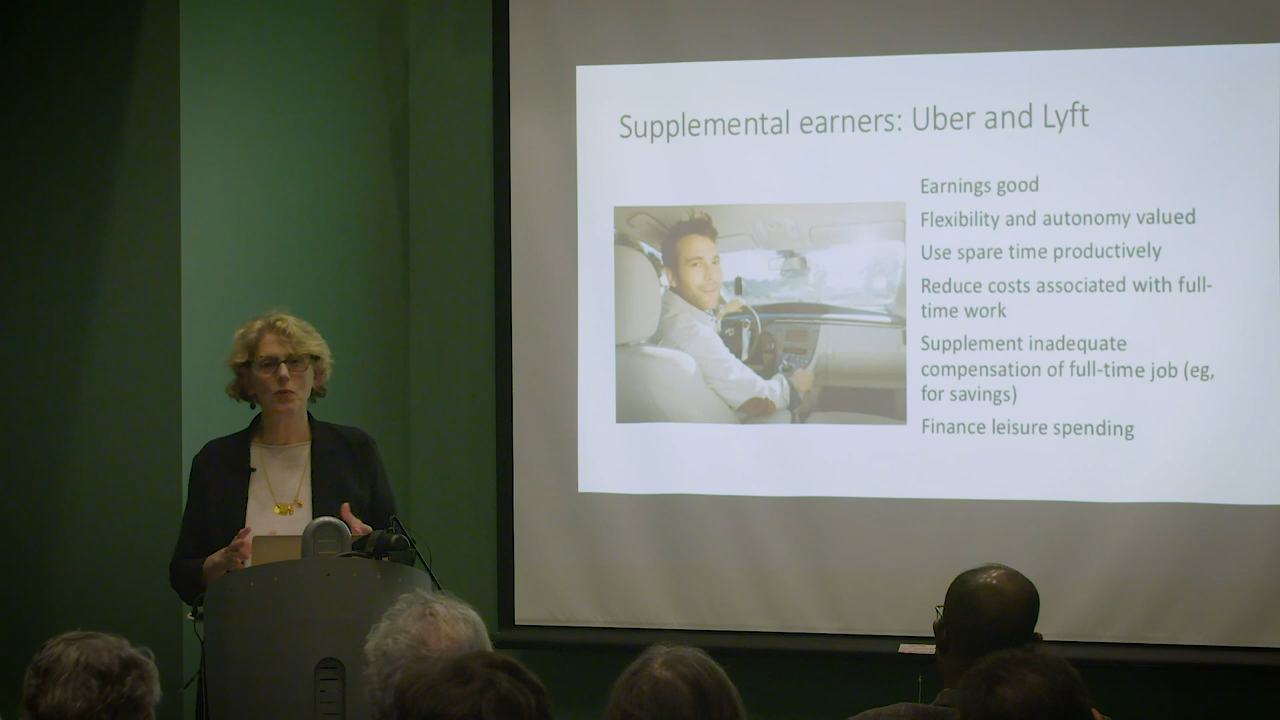 Supplemental earners: Uber and Lyft
Earnings good
Flexibility and autonomy valued
Use spare time productively
Reduce costs associated with full-
time work
Supplement inadequate
compensation of full-time job (eg,
for savings)
Finance leisure spending